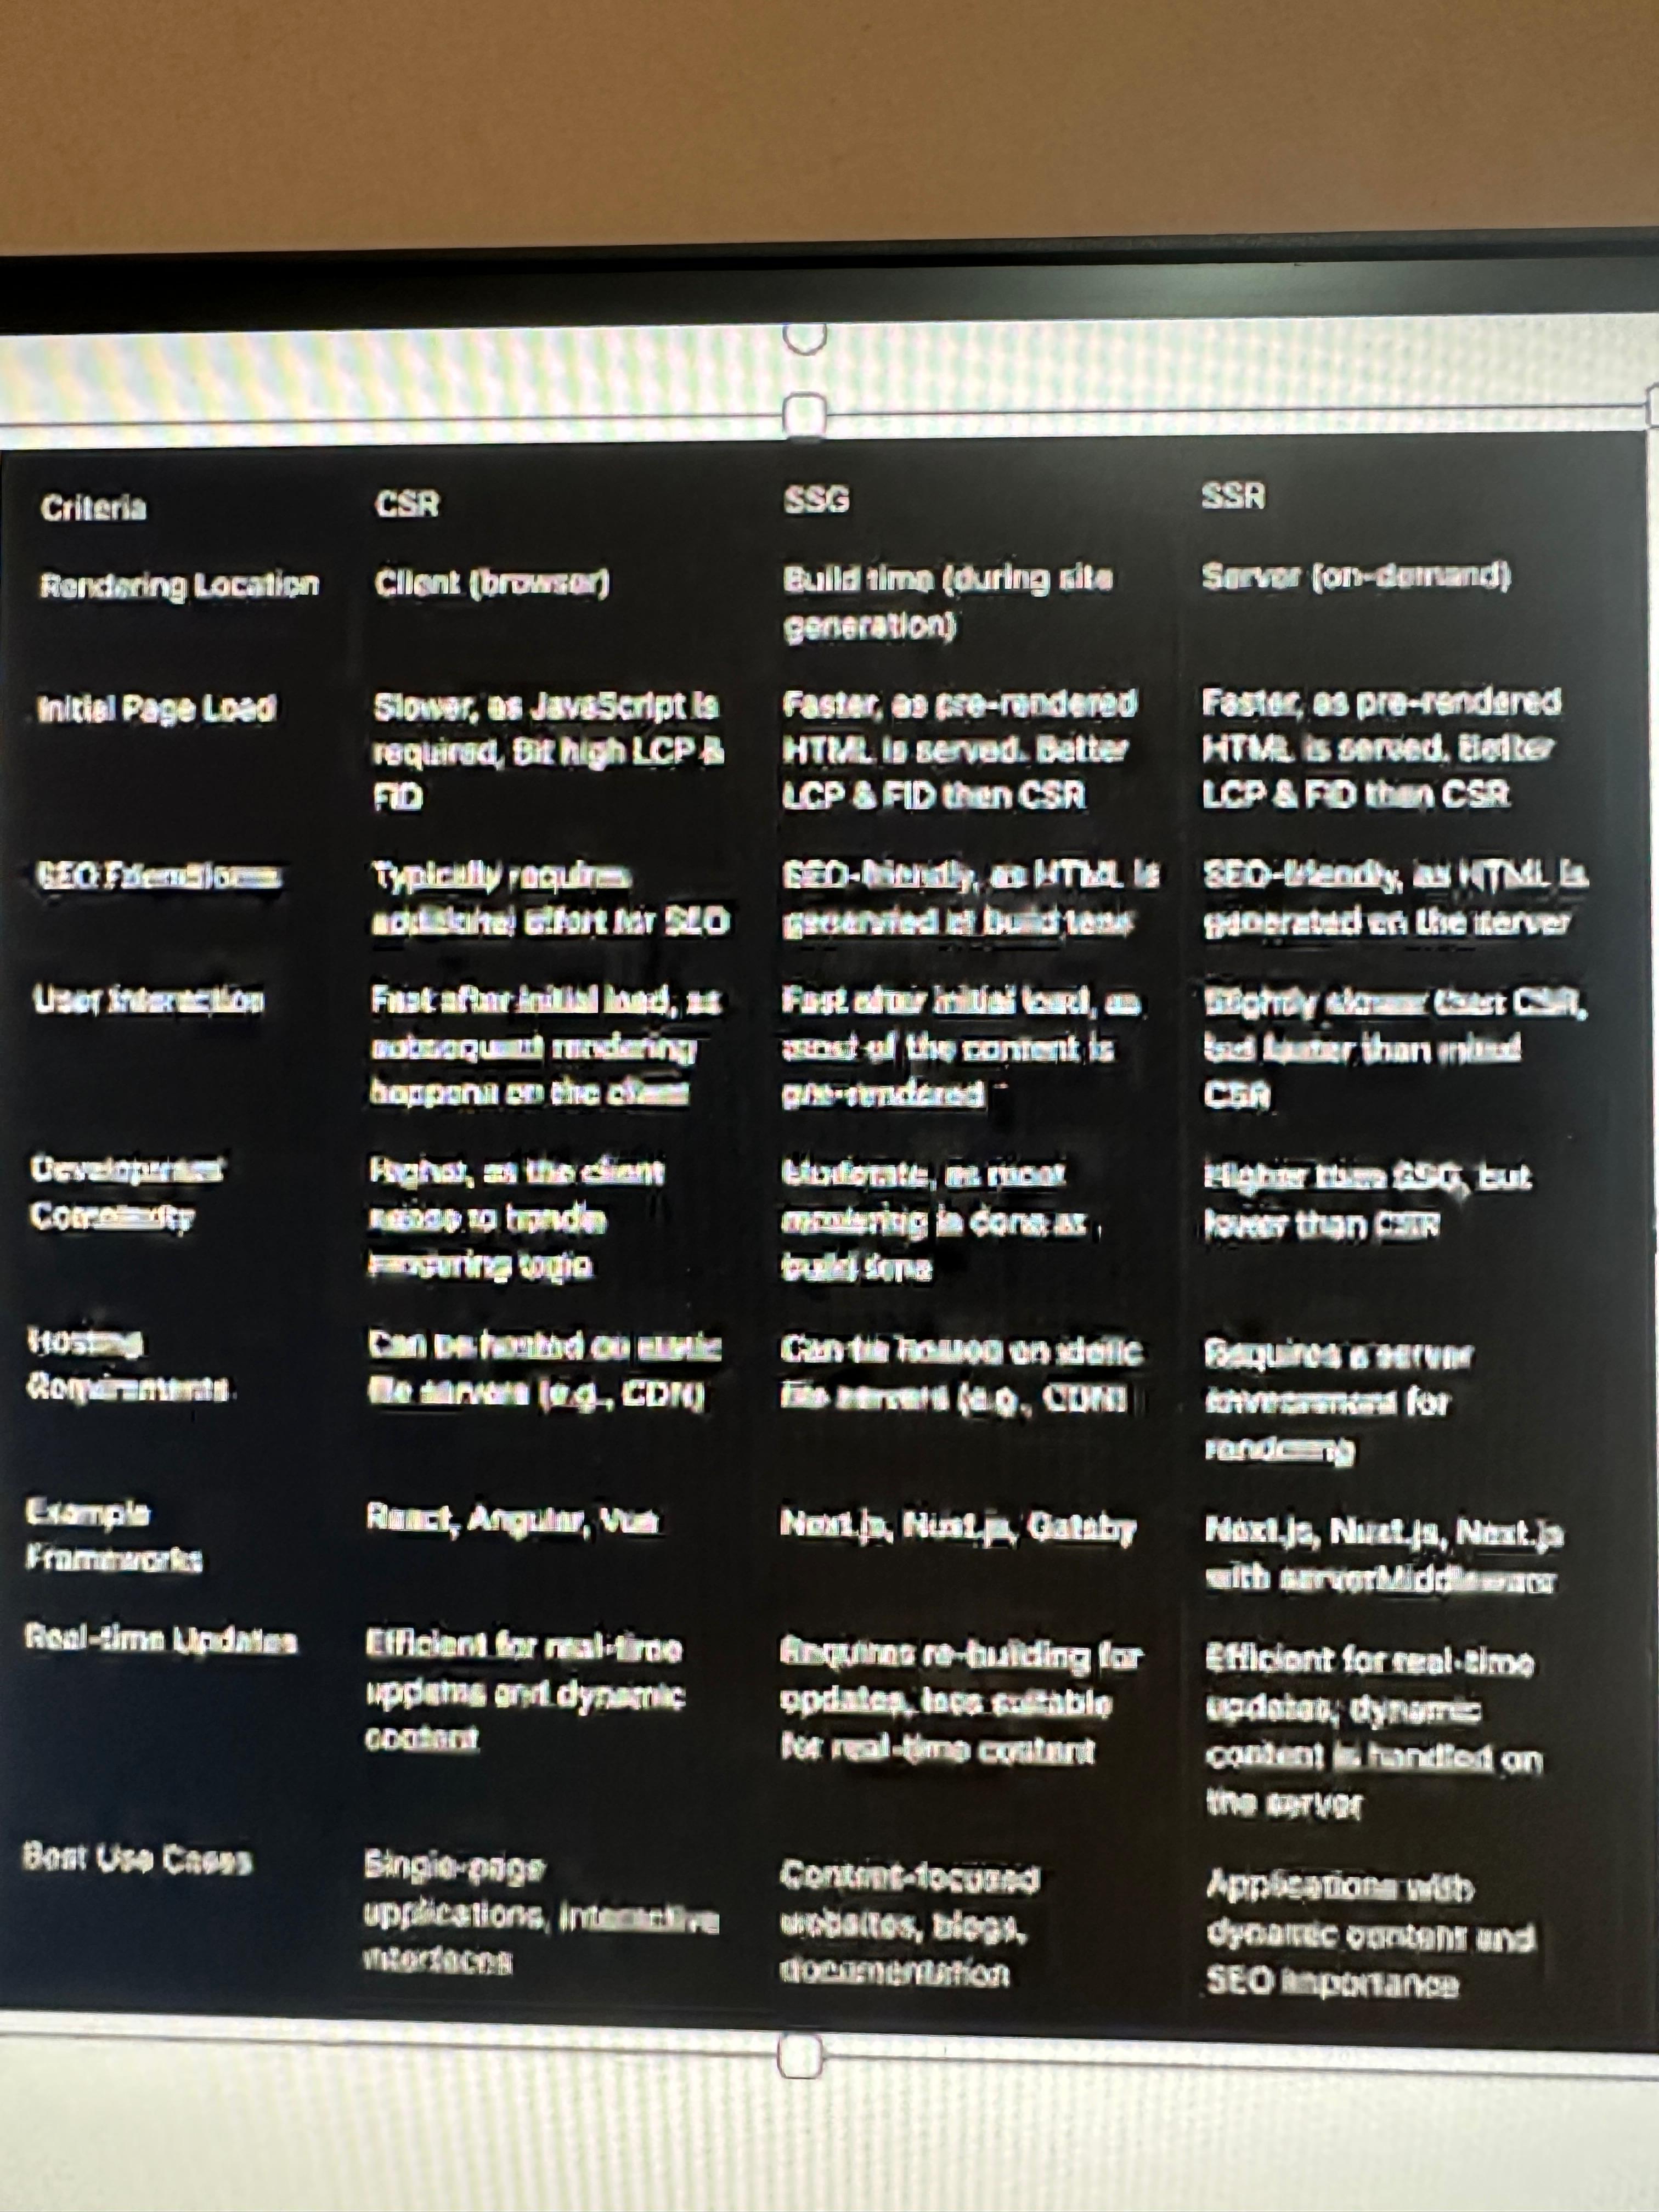 Criteria
CSR
SSG
SSR
Rendering Location
Client (browser)
Build time (during site
generation)
Server (on-demand)
Initial Page Load
Slower, as JavaScript is
required, Bit high LCP &
FID
Faster, as pre-rendered
HTML is served. Better
LCP & FID then CSR
Faster, as pre-rendered
HTML is served. Better
LCP & FID then CSR
SEO
Typically requires
effort for SEO
SEO-friendly, as HTML is
generated at build
SEO-friendly, as HTML is
generated on the server
User Interaction
Fast after initial load, as
subsequent rendering
happens on the client
Fast after initial load, as
most of the content is
pre-rendered
Slightly slower than CSR,
but faster than
CSR
Development
Complexity
as the client
needs to handle
logic
Moderate, as most
rendering is done at
build time
Higher than SSG, but
lower than CSR
Hosting
Requirements
Can be hosted on static
file servers (e.g., CDN)
Can be hosted on static
file servers (e.g., CDN)
Requires a server
environment for
rendering
Example
Frameworks
React, Angular, Vue
Next.js, Nuxt.js, Gatsby
Next.js, Nuxt.js,
with serverMiddleware
Real-time Updates
Efficient for real-time
updates and dynamic
content
Requires re-building for
updates, less suitable
for real-time content
Efficient for real-time
updates, dynamic
content is handled on
the server
Best Use Cases
Single-page
applications, interactive
interfaces
Content-focused
websites, blogs,
documentation
Applications with
dynamic content and
SEO importance